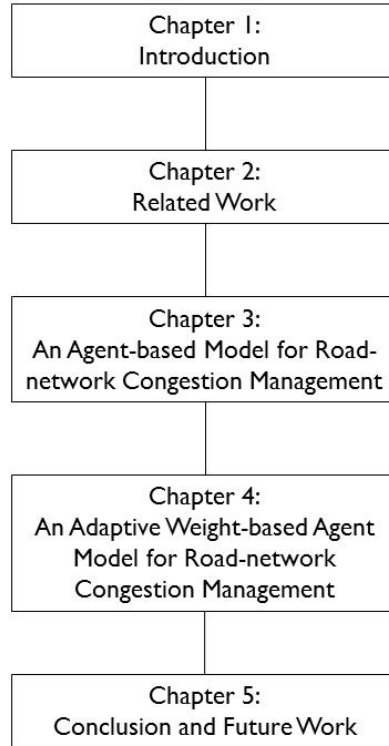 Chapter 1:
Introduction
Chapter 2:
Related Work
Chapter 3:
An Agent-based Model for Road-
network Congestion Management
Chapter 4:
An Adaptive Weight-based Agent
Model for Road-network
Congestion Management
Chapter 5:
Conclusion and Future Work